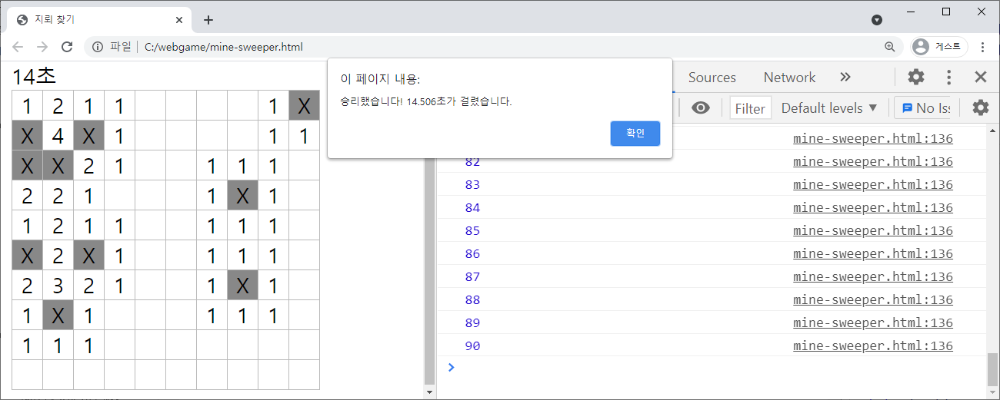 지뢰 찾기
파일 C:/webgame/mine-sweeper.html 게스트
14초
1 2 1 1 1 X
X 4 X 1 1 1
X X 2 1 1 1 1
2 2 1 1 X 1
1 2 1 1 1 1 1
X 2 X 1 1 1 1
2 3 2 1 1 X 1
1 X 1 1 1 1
1 1 1
이 페이지 내용:
승리했습니다! 14.506초가 걸렸습니다.
확인
Sources Network
Filter Default levels ▼ No Iss
mine-sweeper.html:136
82 mine-sweeper.html:136
83 mine-sweeper.html:136
84 mine-sweeper.html:136
85 mine-sweeper.html:136
86 mine-sweeper.html:136
87 mine-sweeper.html:136
88 mine-sweeper.html:136
89 mine-sweeper.html:136
90 mine-sweeper.html:136